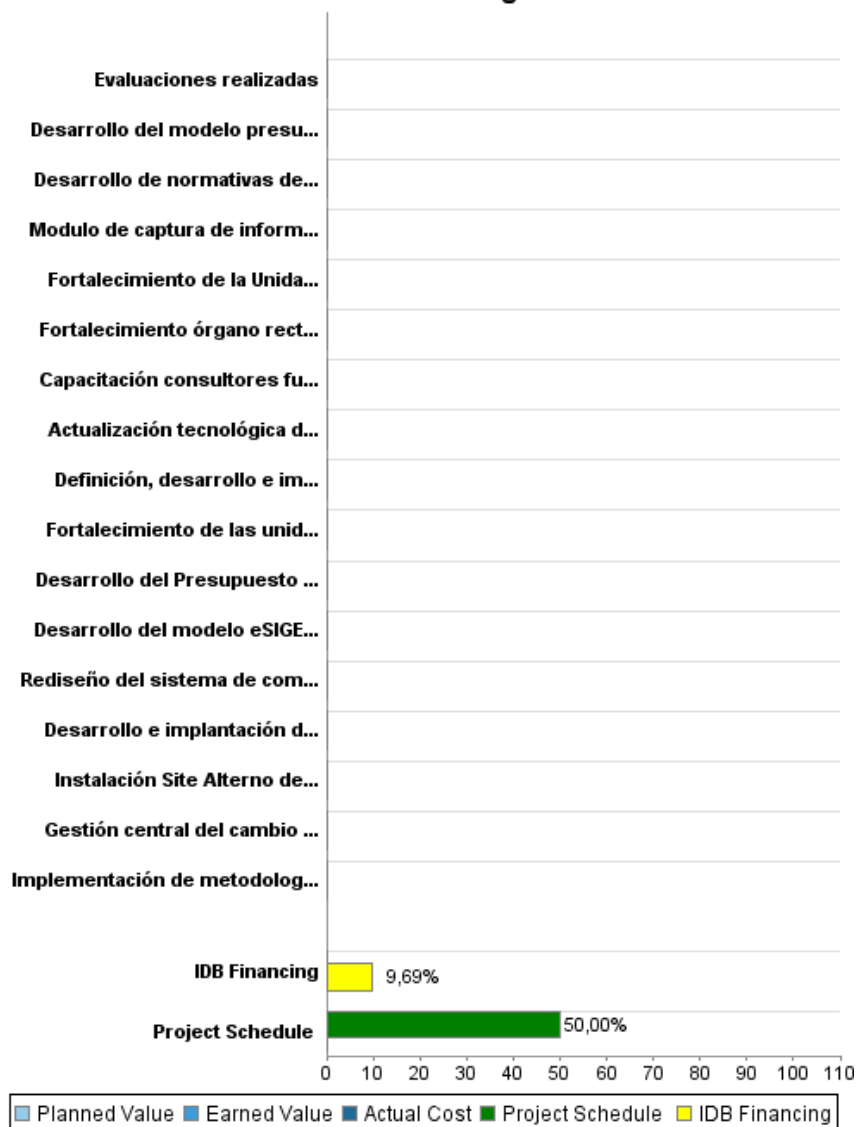 Evaluaciones realizadas
Desarrollo del modelo presu...
Desarrollo de normativas de...
Modulo de captura de inform...
Fortalecimiento de la Unida...
Fortalecimiento órgano rect...
Capacitación consultores fu...
Actualización tecnológica d...
Definición, desarrollo e im...
Fortalecimiento de las unid...
Desarrollo del Presupuesto ...
Desarrollo del modelo eSIGE...
Rediseño del sistema de com...
Desarrollo e implantación d...
Instalación Site Alterno de...
Gestión central del cambio ...
Implementación de metodolog...
IDB Financing 9,69%
Project Schedule 50,00%
0 10 20 30 40 50 60 70 80 90 100 110
Planned Value Earned Value Actual Cost Project Schedule IDB Financing